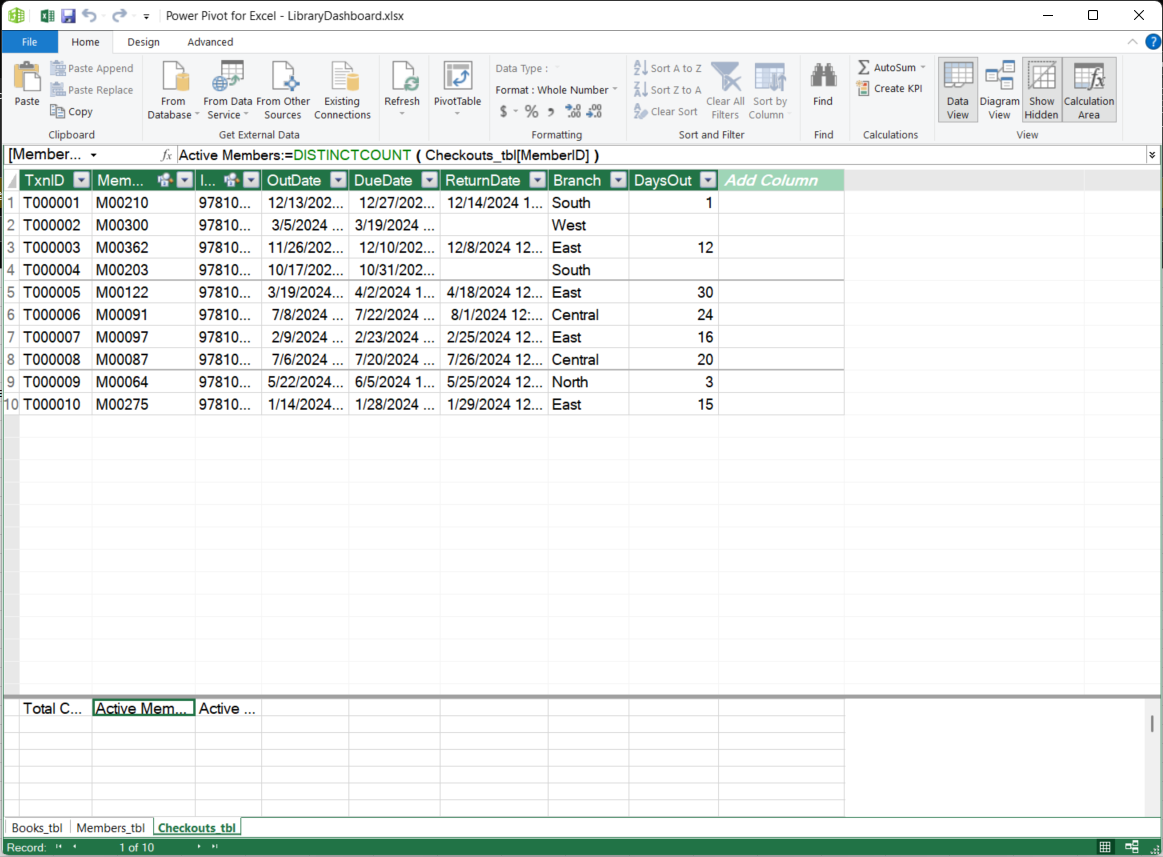 Power Pivot for Excel - LibraryDashboard.xlsx
File Home Design Advanced
Paste Paste Append Paste Replace Copy
Clipboard
From Database From Data Service From Other Sources Existing Connections
Get External Data
Refresh
PivotTable
Data Type :
Format : Whole Number
$ % ,
Formatting
Sort A to Z
Sort Z to A
Clear Sort
Clear All Filters Sort by Column
Sort and Filter
Find
Find
AutoSum
Create KPI
Calculations
Data View Diagram View Show Hidden Calculation Area
View
[Member... fx Active Members:=DISTINCTCOUNT ( Checkouts_tbl[MemberID] )
TxnID Mem... I... OutDate DueDate ReturnDate Branch DaysOut Add Column
1 T000001 M00210 97810... 12/13/202... 12/27/202... 12/14/2024 1... South 1
2 T000002 M00300 97810... 3/5/2024 ... 3/19/2024 ... West
3 T000003 M00362 97810... 11/26/202... 12/10/202... 12/8/2024 12... East 12
4 T000004 M00203 97810... 10/17/202... 10/31/202... South
5 T000005 M00122 97810... 3/19/2024... 4/2/2024 1... 4/18/2024 12... East 30
6 T000006 M00091 97810... 7/8/2024 ... 7/22/2024 ... 8/1/2024 12:... Central 24
7 T000007 M00097 97810... 2/9/2024 ... 2/23/2024 ... 2/25/2024 12... East 16
8 T000008 M00087 97810... 7/6/2024 ... 7/20/2024 ... 7/26/2024 12... Central 20
9 T000009 M00064 97810... 5/22/2024... 6/5/2024 1... 5/25/2024 12... North 3
10 T000010 M00275 97810... 1/14/2024... 1/28/2024 ... 1/29/2024 12... East 15
Total C... Active Mem... Active ...
Books_tbl Members_tbl Checkouts_tbl
Record: 1 of 10